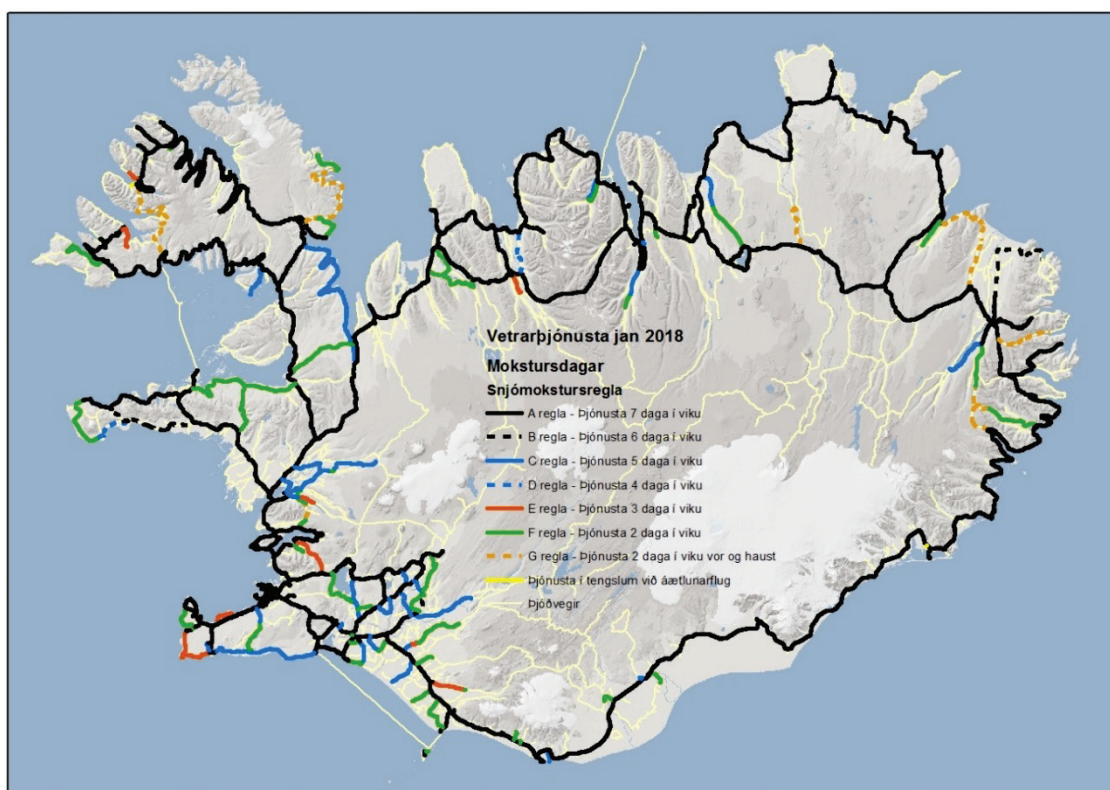 Vetrarþjónusta jan 2018
Mokstursdagar
Snjómokstursregla
A regla - Þjónusta 7 daga í viku
B regla - Þjónusta 6 daga í viku
C regla - Þjónusta 5 daga í viku
D regla - Þjónusta 4 daga í viku
E regla - Þjónusta 3 daga í viku
F regla - Þjónusta 2 daga í viku
G regla - Þjónusta 2 daga í viku vor og haust
Þjónusta í tengslum við áætlunarflug
Þjóðvegir